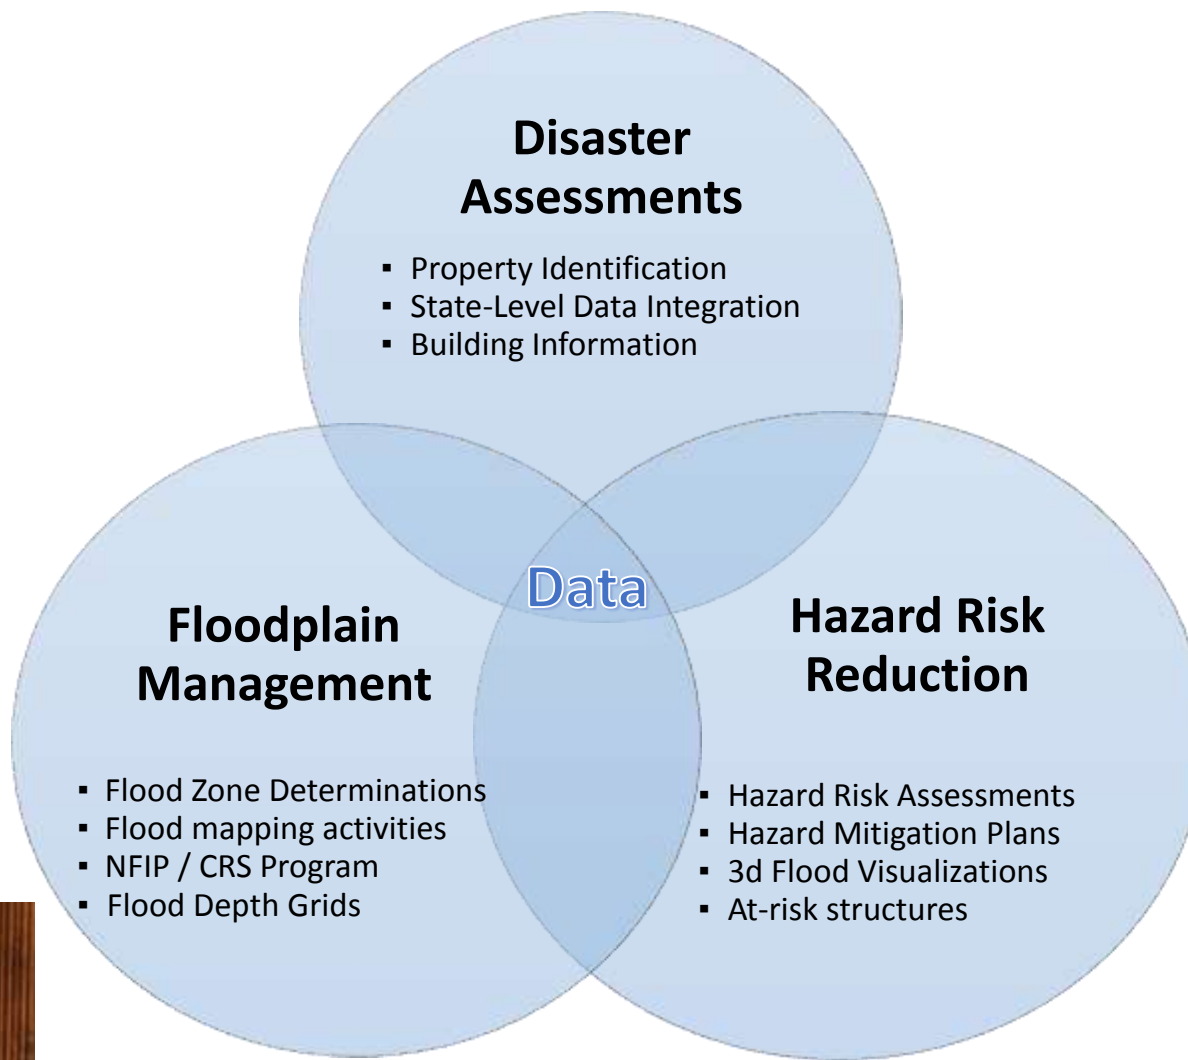 Disaster
Assessments
▪ Property Identification
▪ State-Level Data Integration
▪ Building Information
Data
Floodplain
Management
▪ Flood Zone Determinations
▪ Flood mapping activities
▪ NFIP / CRS Program
▪ Flood Depth Grids
Hazard Risk
Reduction
▪ Hazard Risk Assessments
▪ Hazard Mitigation Plans
▪ 3d Flood Visualizations
▪ At-risk structures